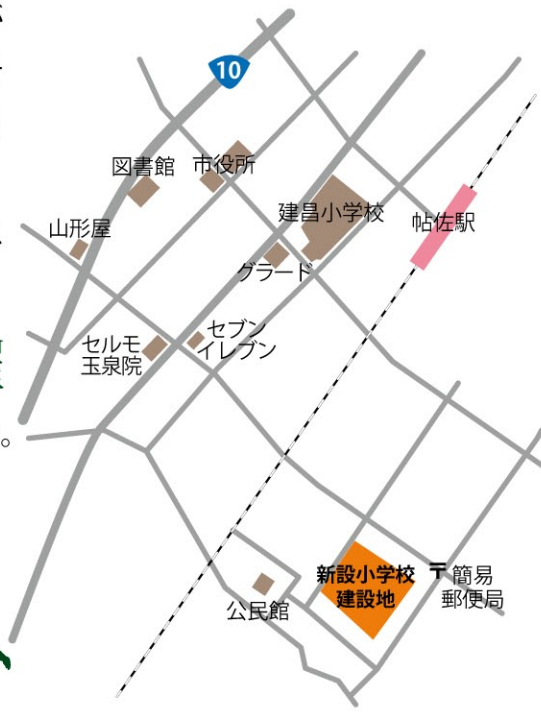 10
図書館
市役所
建昌小学校
帖佐駅
山形屋
グラード
セルモ
玉泉院
セブン
イレブン
新設小学校
建設地
〒簡易
郵便局
公民館
。